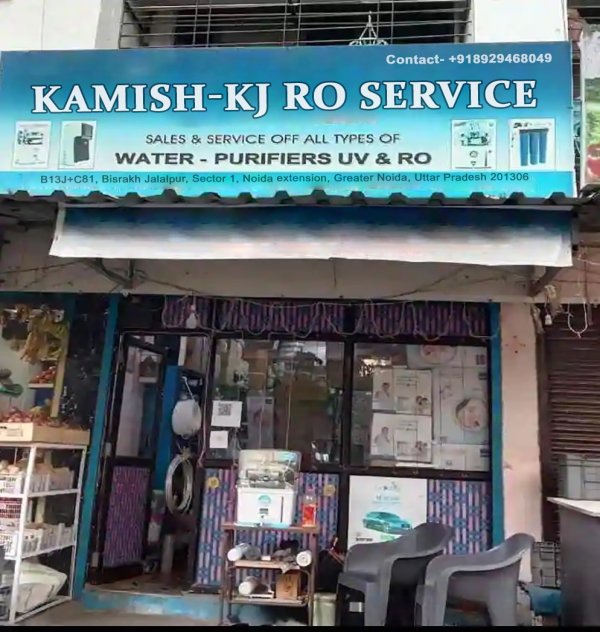 Contact- +918929468049
KAMISH-KJ RO SERVICE
SALES & SERVICE OFF ALL TYPES OF
WATER - PURIFIERS UV & RO
B13J+C81, Bisrakh Jalalpur, Sector 1, Noida extension, Greater Noida, Uttar Pradesh 201306